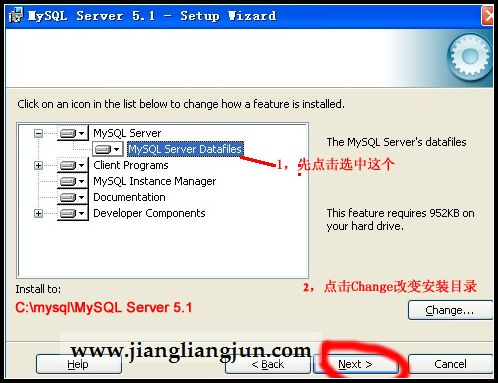 MySQL Server 5.1 - Setup Wizard
Click on an icon in the list below to change how a feature is installed.
MySQL Server
MySQL Server Datafiles
Client Programs
MySQL Instance Manager
Documentation
Developer Components
The MySQL Server's datafiles
1，先点击选中这个
This feature requires 952KB on
your hard drive.
Install to:
2，点击Change改变安装目录
C:\mysql\MySQL Server 5.1
Change...
www.jiangliangjun.com
Help
< Back
Next >
Cancel